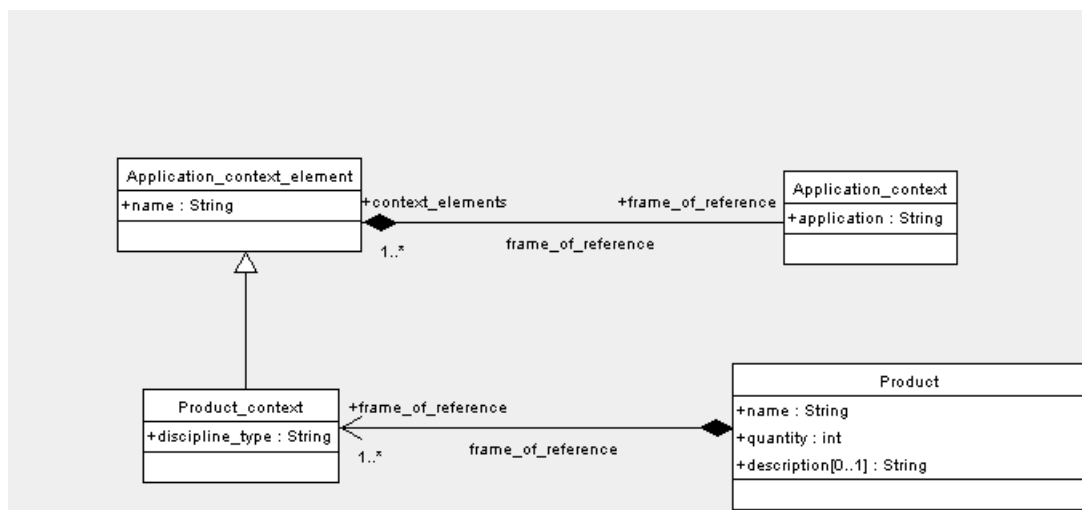 Application_context_element
+name : String
+context_elements
1..*
+frame_of_reference
frame_of_reference
Application_context
+application : String
Product_context
+discipline_type : String
+frame_of_reference
1..*
frame_of_reference
Product
+name : String
+quantity : int
+description[0..1] : String